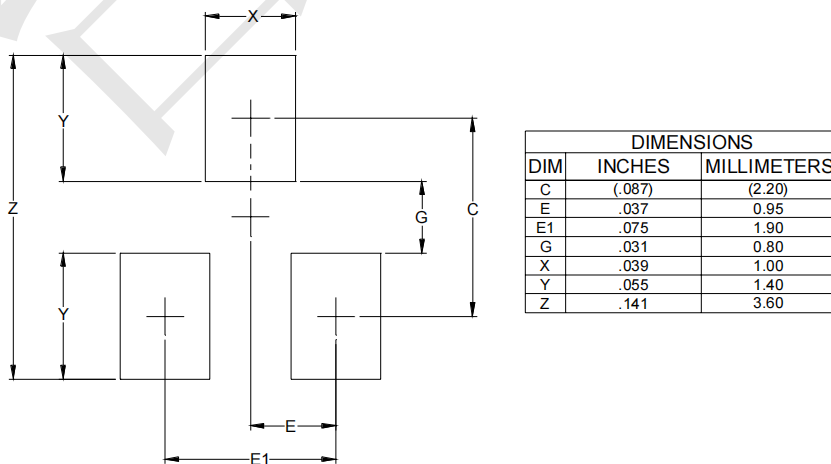 X
Y
Z
G
C
Y
E
E1
DIMENSIONS
DIM INCHES MILLIMETERS
C (.087) (2.20)
E .037 0.95
E1 .075 1.90
G .031 0.80
X .039 1.00
Y .055 1.40
Z .141 3.60